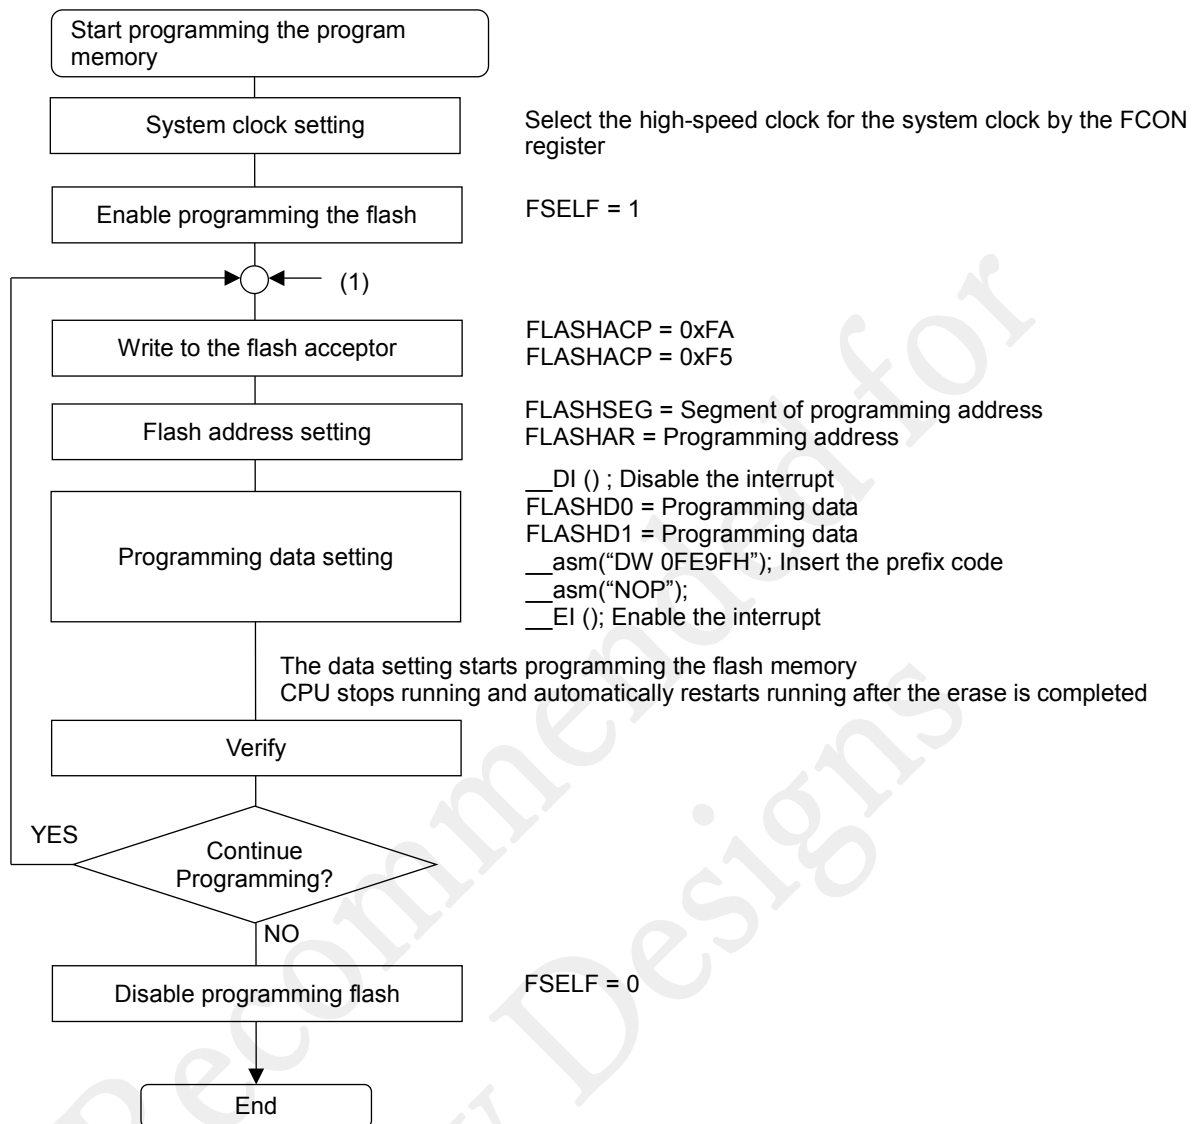 Start programming the program
memory
System clock setting
Select the high-speed clock for the system clock by the FCON
register
Enable programming the flash
FSELF = 1
(1)
Write to the flash acceptor
FLASHACP = 0xFA
FLASHACP = 0xF5
Flash address setting
FLASHSEG = Segment of programming address
FLASHAR = Programming address
Programming data setting
__DI () ; Disable the interrupt
FLASHD0 = Programming data
FLASHD1 = Programming data
__asm(“DW 0FE9FH”); Insert the prefix code
__asm(“NOP”);
__EI (); Enable the interrupt
The data setting starts programming the flash memory
CPU stops running and automatically restarts running after the erase is completed
Verify
YES
Continue
Programming?
NO
Disable programming flash
FSELF = 0
End
Recommended for
Designs